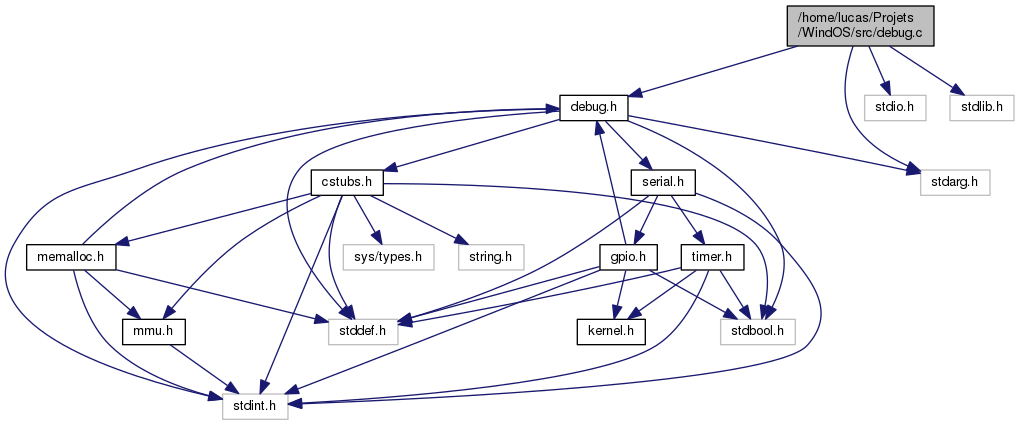 /home/lucas/Projets
/WindOS/src/debug.c
debug.h
stdio.h
stdlib.h
cstubs.h
serial.h
stdarg.h
memalloc.h
sys/types.h
string.h
gpio.h
timer.h
mmu.h
stddef.h
kernel.h
stdbool.h
stdint.h